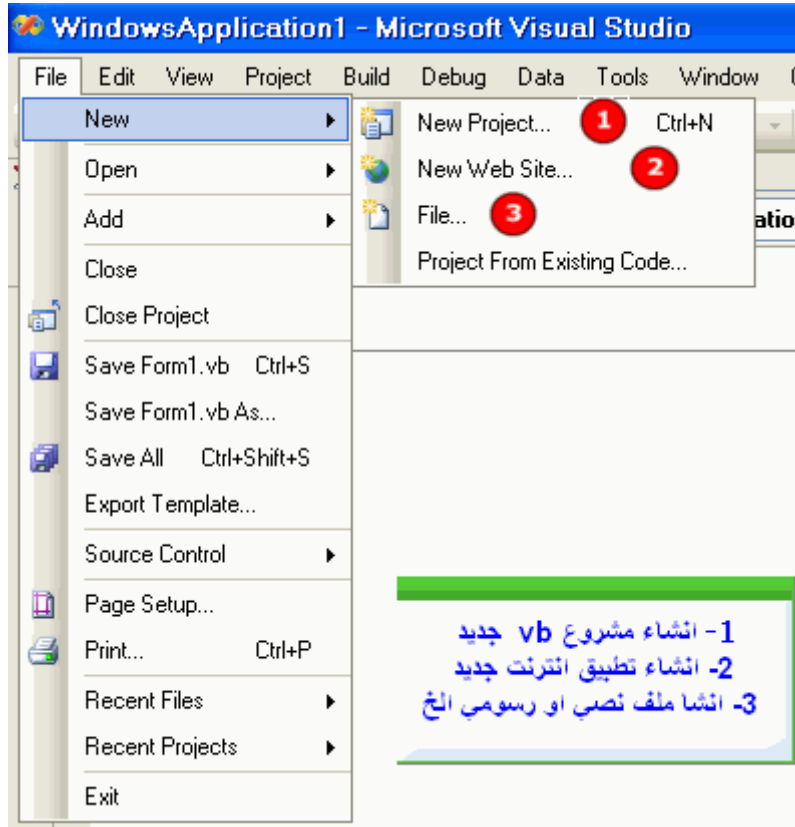 WindowsApplication1 - Microsoft Visual Studio
File Edit View Project Build Debug Data Tools Window
New
Open
Add
Close
Close Project
Save Form1.vb Ctrl+S
Save Form1.vb As...
Save All Ctrl+Shift+S
Export Template...
Source Control
Page Setup...
Print... Ctrl+P
Recent Files
Recent Projects
Exit
New Project... 1 Ctrl+N
New Web Site... 2
File... 3
Project From Existing Code...
1- انشاء مشروع vb جديد
2- انشاء تطبيق انترنت جديد
3- انشا ملف نصي او رسومي الخ